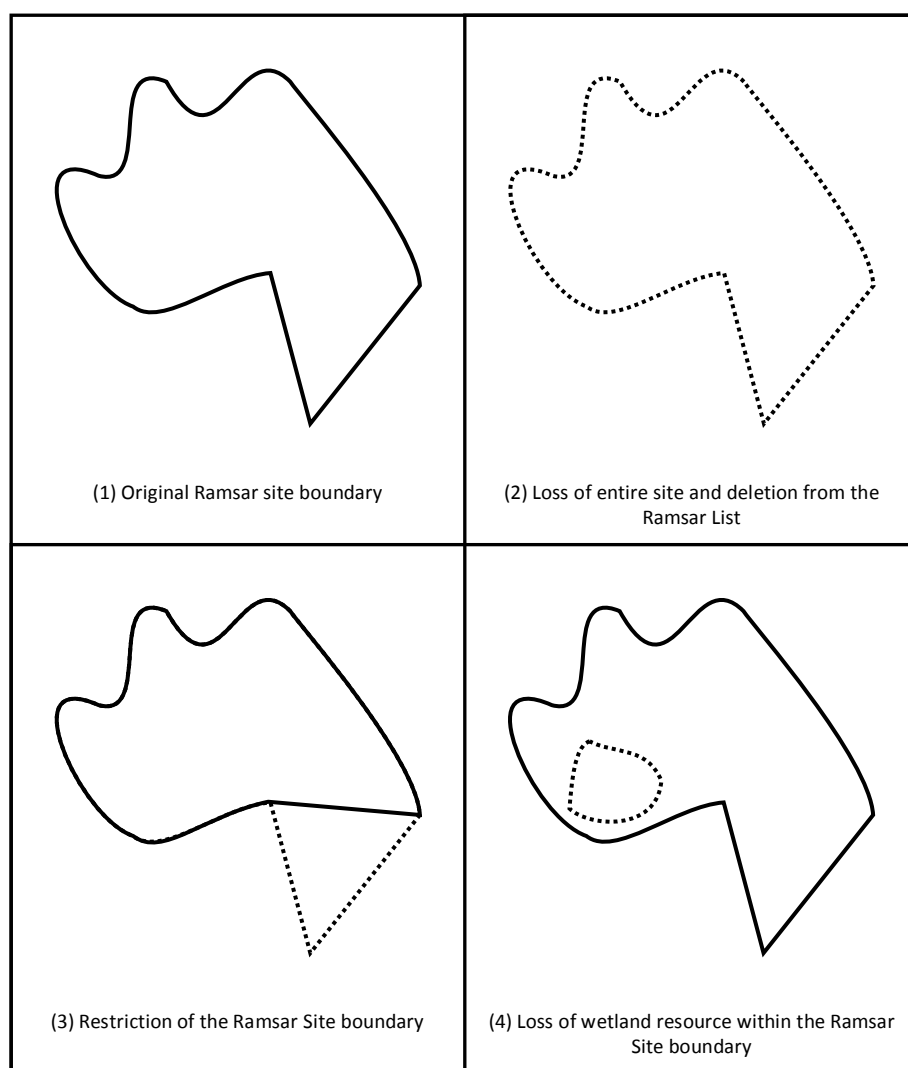 (1) Original Ramsar site boundary
(2) Loss of entire site and deletion from the
Ramsar List
(3) Restriction of the Ramsar Site boundary
(4) Loss of wetland resource within the Ramsar
Site boundary